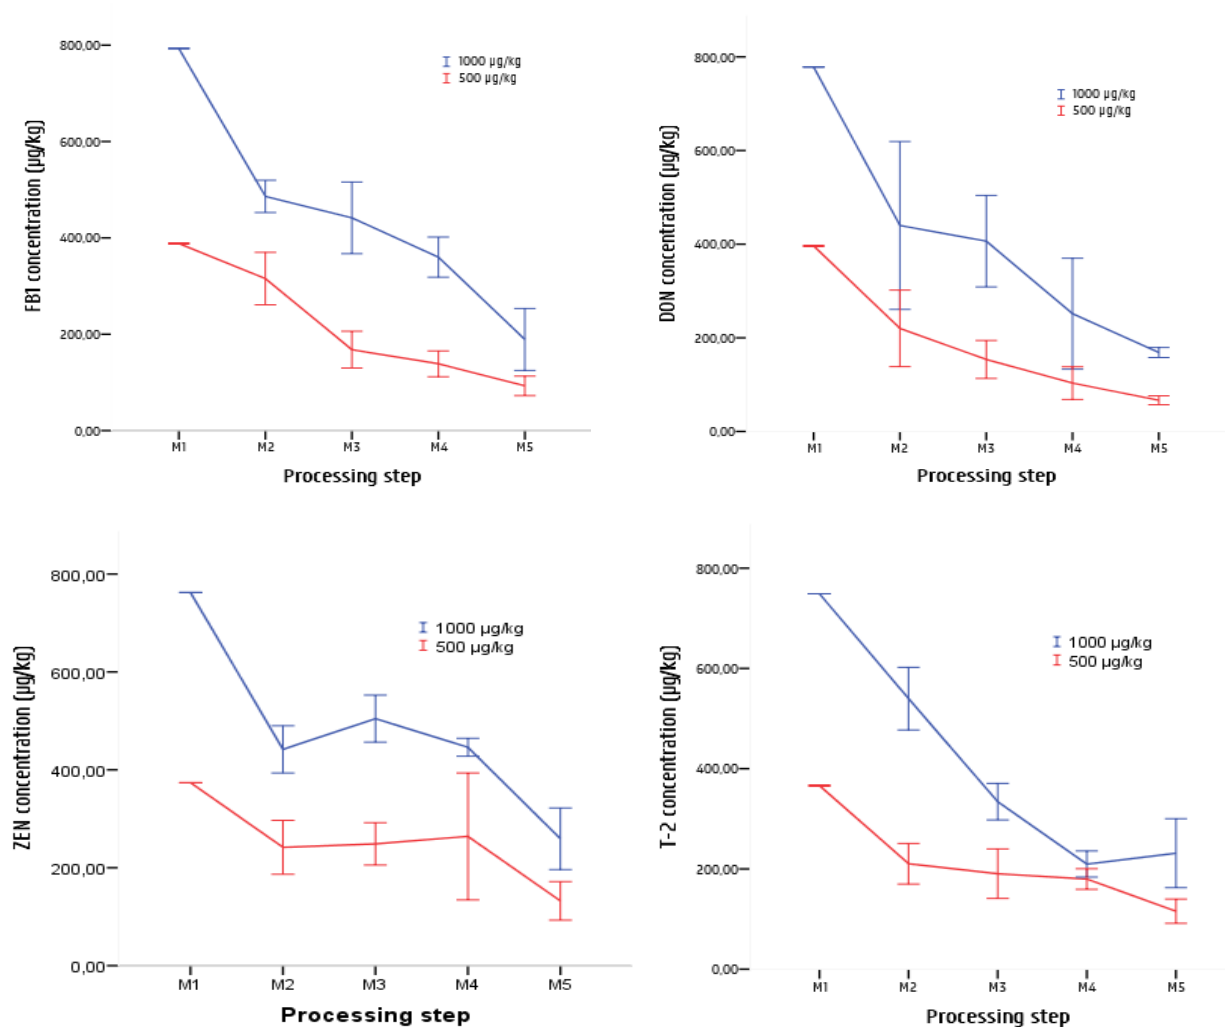 FB1 concentration (µg/kg)
800,00
600,00
400,00
200,00
0,00
1000 µg/kg
500 µg/kg
M1 M2 M3 M4 M5
Processing step
DON concentration (µg/kg)
800,00
600,00
400,00
200,00
0,00
1000 µg/kg
500 µg/kg
M1 M2 M3 M4 M5
Processing step
ZEN concentration (µg/kg)
800,00
600,00
400,00
200,00
0,00
1000 µg/kg
500 µg/kg
M1 M2 M3 M4 M5
Processing step
T-2 concentration (µg/kg)
800,00
600,00
400,00
200,00
0,00
1000 µg/kg
500 µg/kg
M1 M2 M3 M4 M5
Processing step